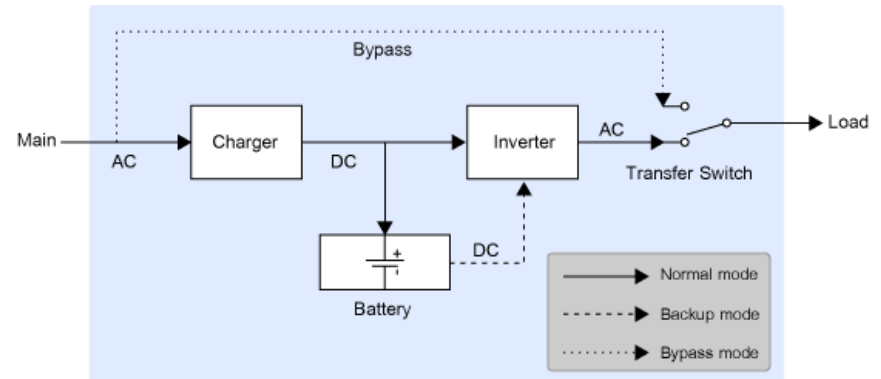 Bypass
Main
AC
Charger
DC
Inverter
AC
Load
Transfer Switch
+
-
DC
Battery
Normal mode
Backup mode
Bypass mode